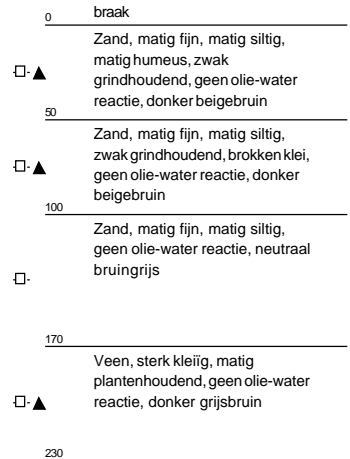 0 braak
Zand, matig fijn, matig siltig,
matig humeus, zwak
grindhoudend, geen olie-water
reactie, donker beigebruin
50
Zand, matig fijn, matig siltig,
zwak grindhoudend, brokken klei,
geen olie-water reactie, donker
beigebruin
100
Zand, matig fijn, matig siltig,
geen olie-water reactie, neutraal
bruingrijs
170
Veen, sterk kleiïg, matig
plantenhoudend, geen olie-water
reactie, donker grijsbruin
230